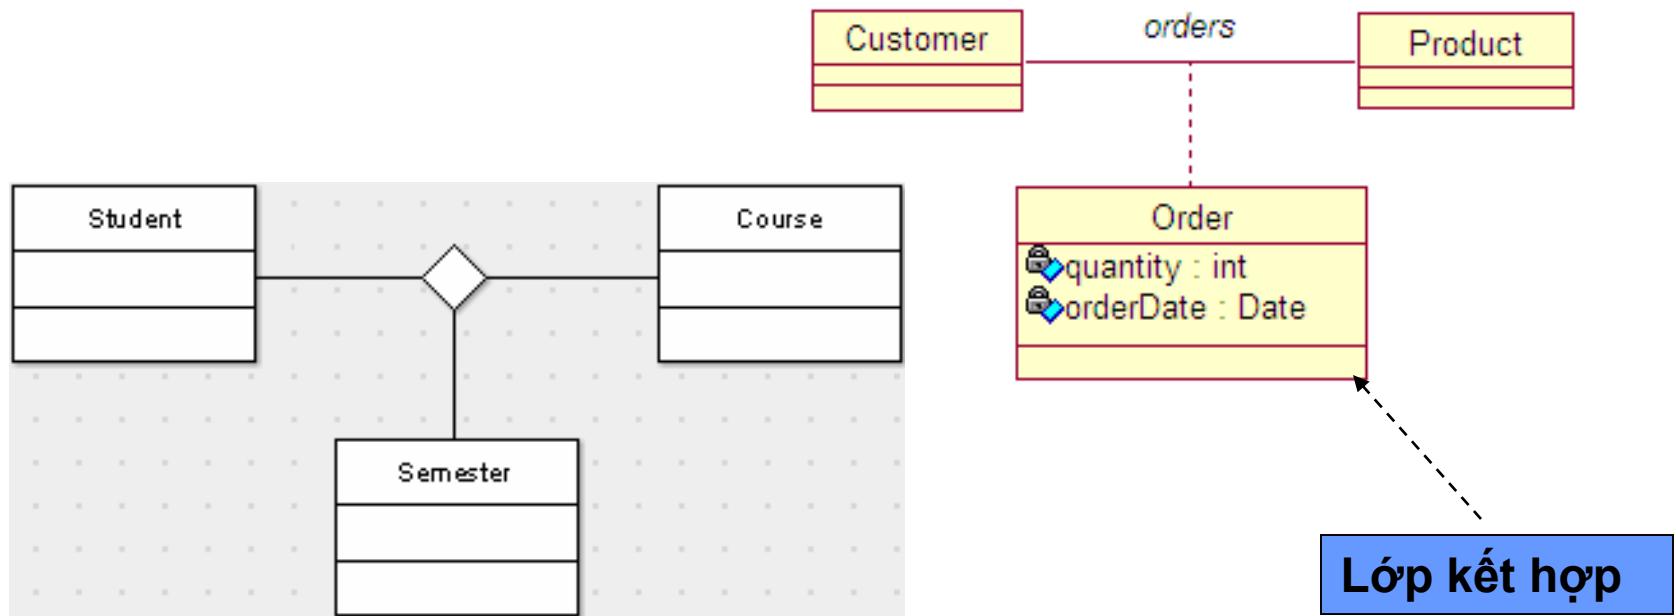 Customer
orders
Product
Student
Course
Semester
Order
quantity : int
orderDate : Date
Lớp kết hợp